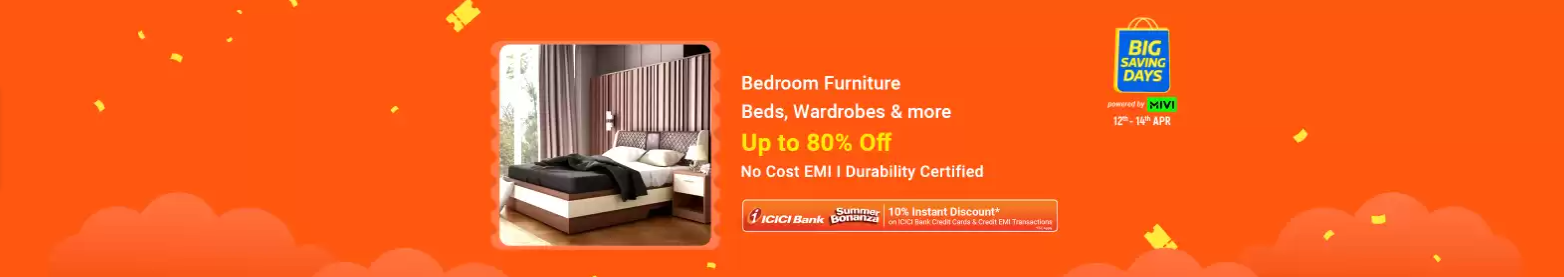 Bedroom Furniture
Beds, Wardrobes & more
Up to 80% Off
No Cost EMI I Durability Certified
ICICI Bank
Summer
Bonanza
10% Instant Discount*
on ICICI Bank Credit Cards & Credit EMI Transactions
BIG
SAVING
DAYS
powered by MIVI
12th - 14th APR